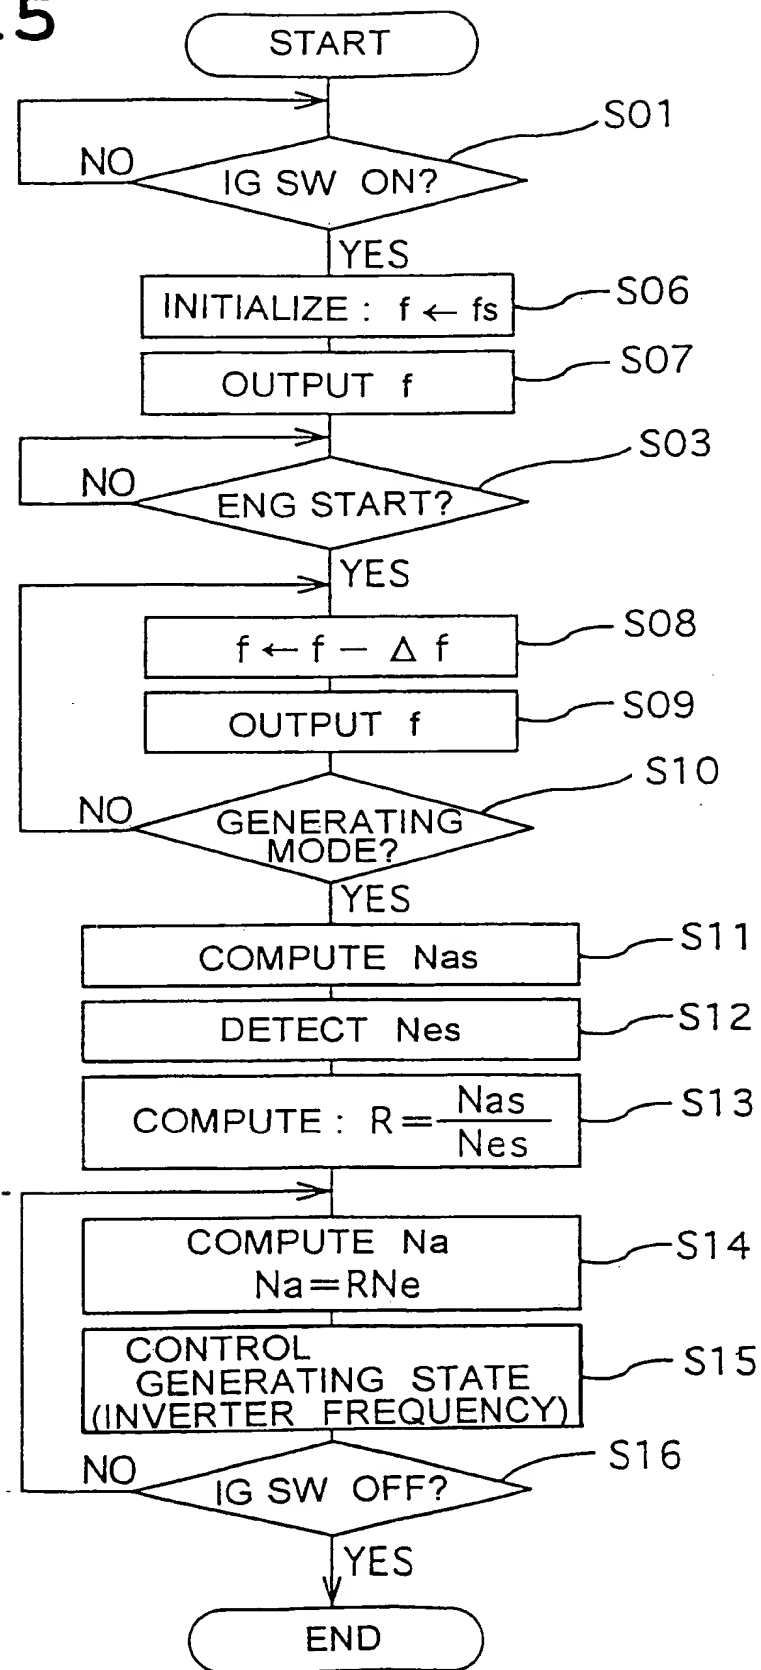 15
START
S01
NO
IG SW ON?
YES
INITIALIZE : f ← fs
S06
OUTPUT f
S07
S03
NO
ENG START?
YES
f ← f − Δ f
S08
OUTPUT f
S09
S10
NO
GENERATING
MODE?
YES
COMPUTE Nas
S11
DETECT Nes
S12
COMPUTE : R = Nas / Nes
S13
COMPUTE Na
Na = RNe
S14
CONTROL
GENERATING STATE
(INVERTER FREQUENCY)
S15
S16
NO
IG SW OFF?
YES
END